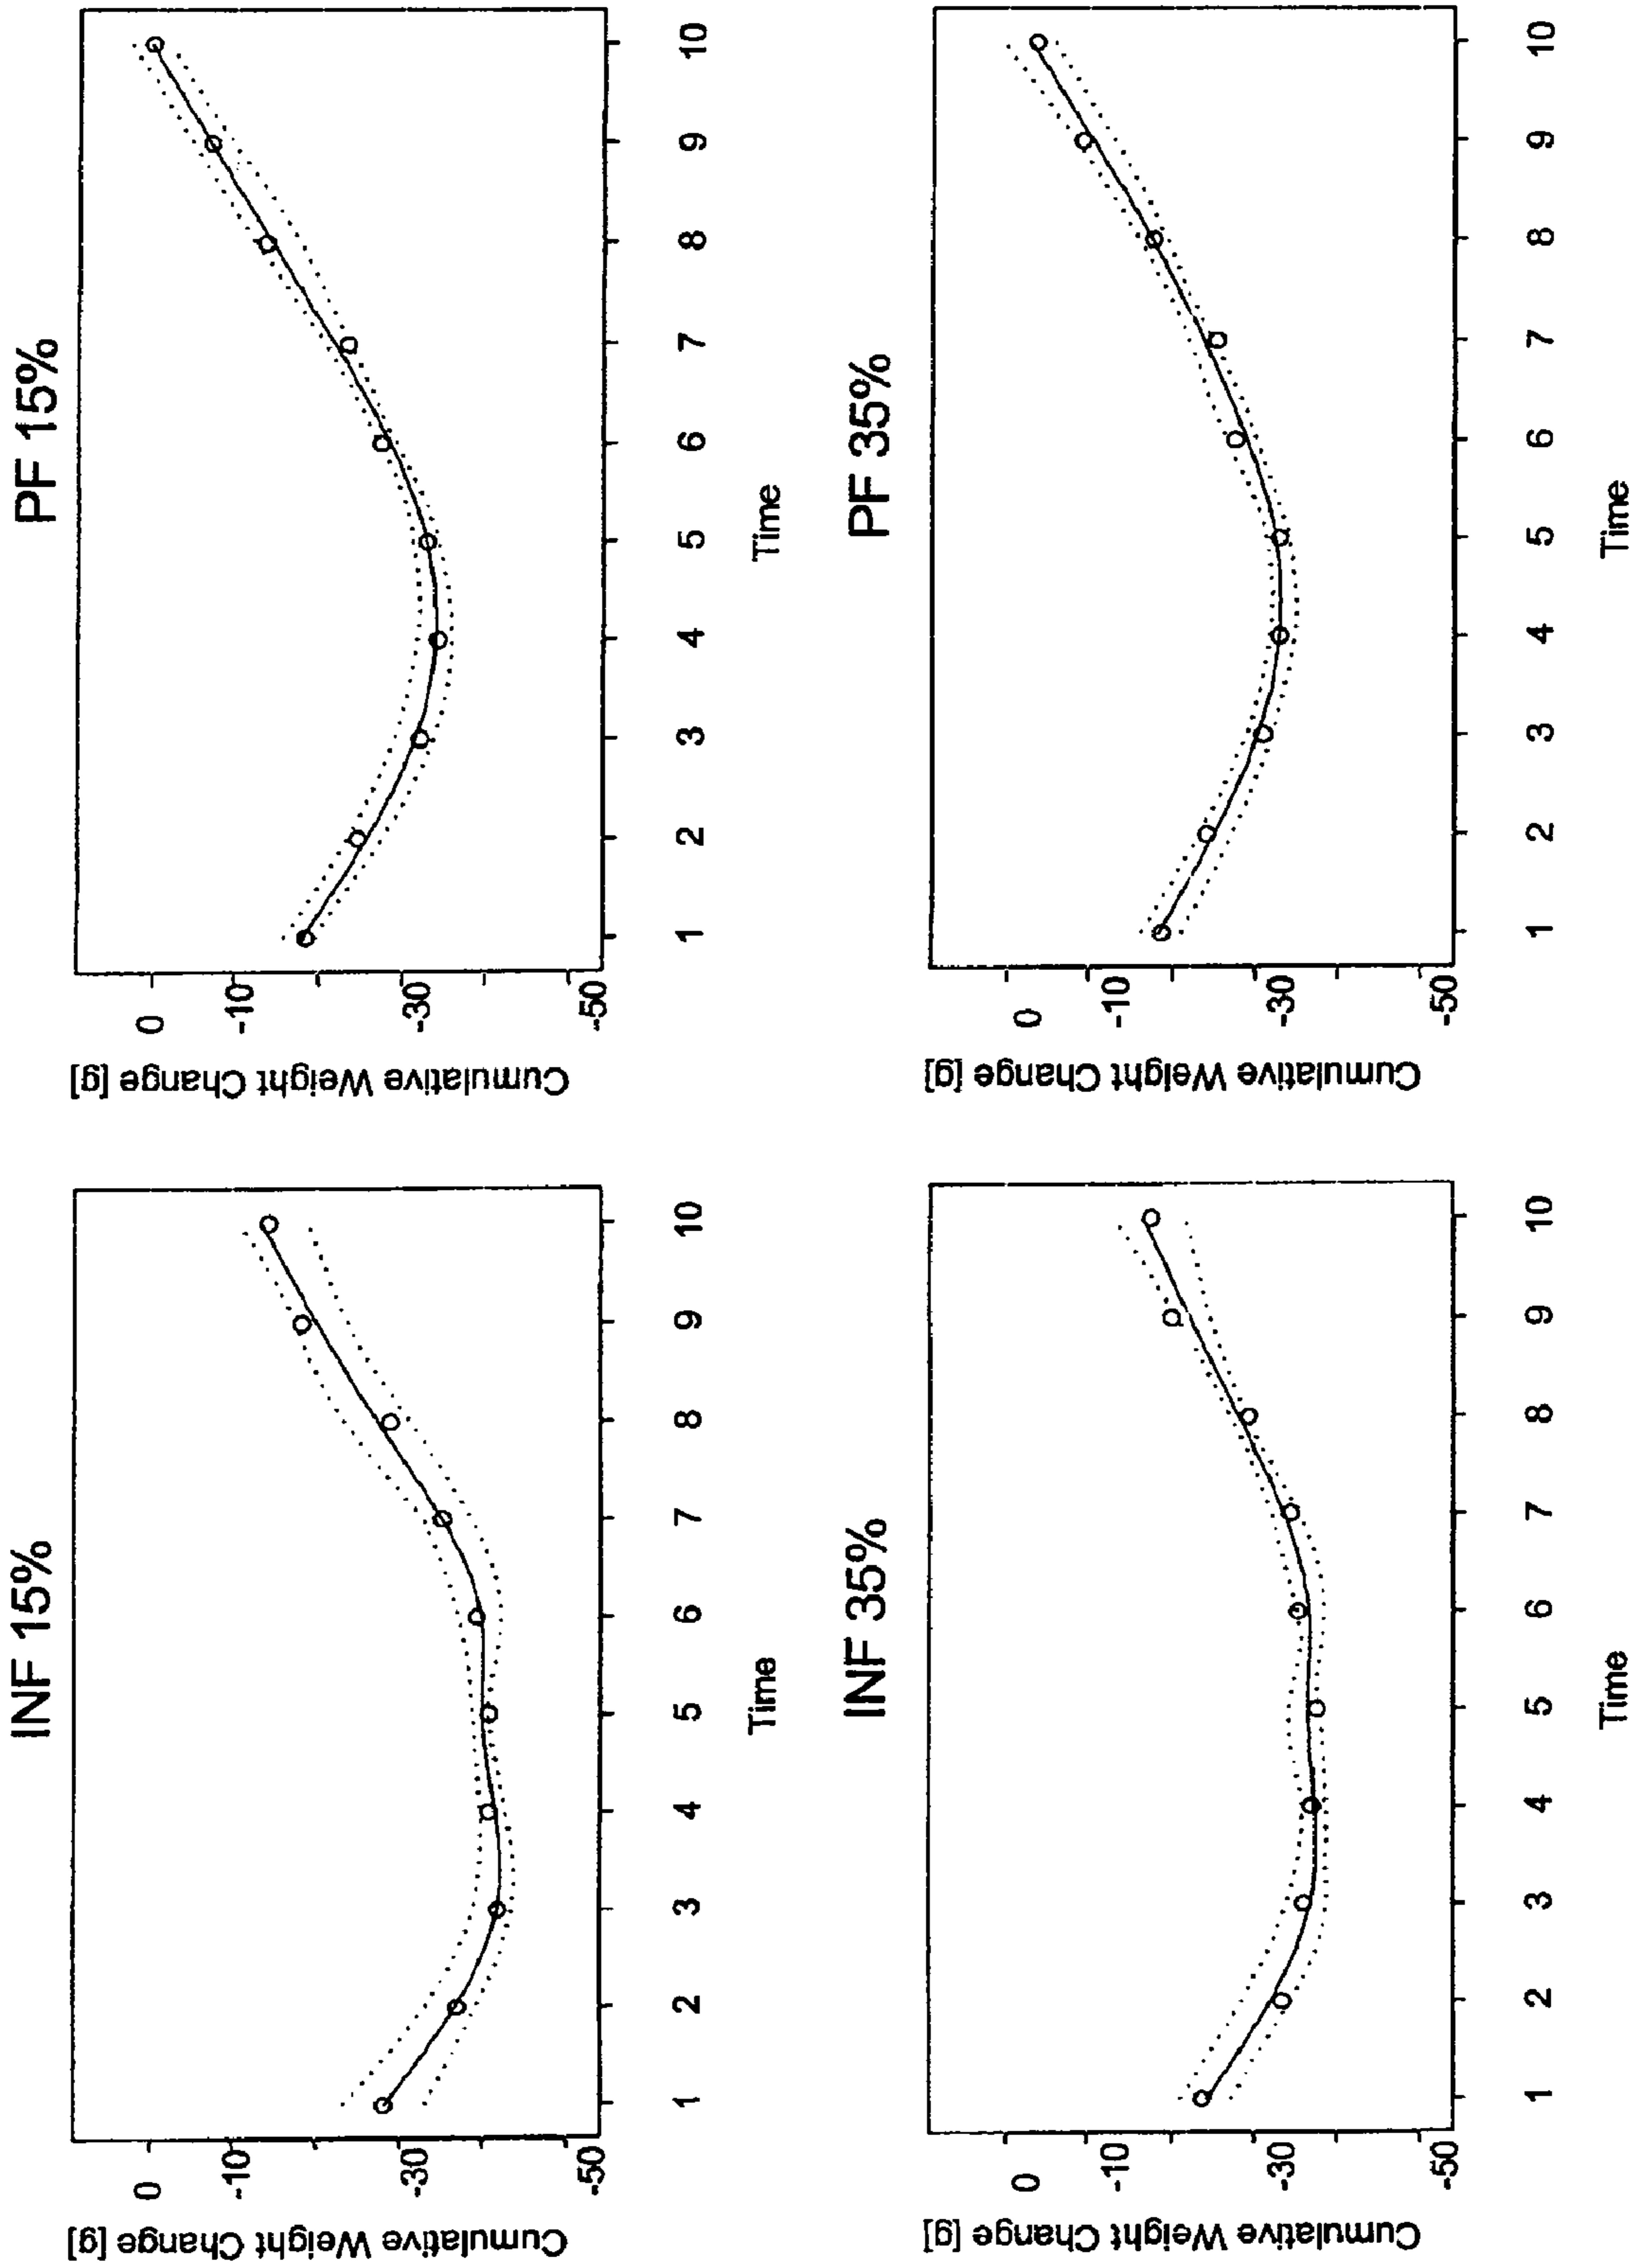 INF 15%
Cumulative Weight Change [g]
0
-10
-30
-50
1 2 3 4 5 6 7 8 9 10
Time
PF 15%
Cumulative Weight Change [g]
0
-10
-30
-50
1 2 3 4 5 6 7 8 9 10
Time
INF 35%
Cumulative Weight Change [g]
0
-10
-30
-50
1 2 3 4 5 6 7 8 9 10
Time
PF 35%
Cumulative Weight Change [g]
0
-10
-30
-50
1 2 3 4 5 6 7 8 9 10
Time